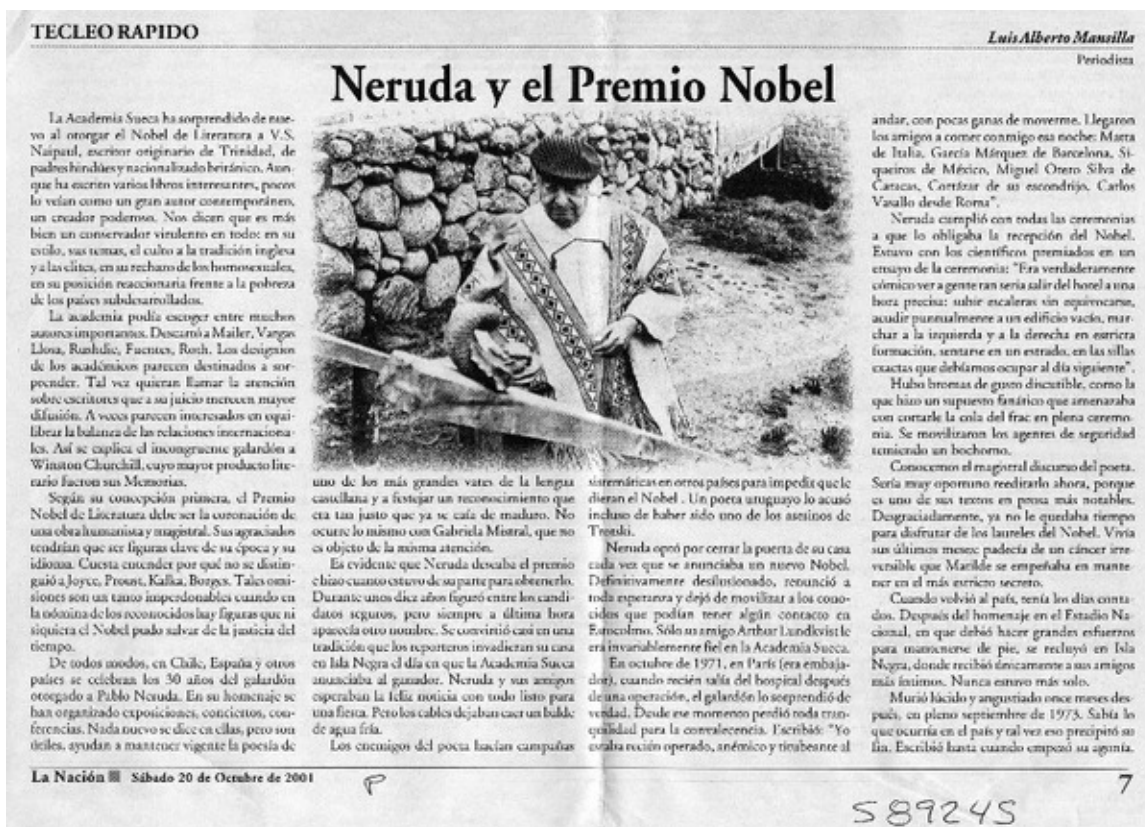 TECLEO RAPIDO
Luis Alberto Mansilla
Periodista
Neruda y el Premio Nobel
La Academia Sueca ha sorprendido de nue-
vo al otorgar el Nobel de Literatura a V.S.
Naipaul, escritor originario de Trinidad, de
padres hindúes y nacionalizado británico. Aun-
que ha escrito varios libros interesantes, pocos
lo veían como un gran autor contemporáneo,
un creador poderoso. Nos dicen que es más
bien un conservador virulento en todo: en su
estilo, sus temas, el culto a la tradición inglesa
y a las elites, en su rechazo de los homosexuales,
en su posición reaccionaria frente a la pobreza
de los países subdesarrollados.
La academia podía escoger entre muchos
autores importantes. Descartó a Mailer, Vargas
Llosa, Rushdie, Fuentes, Roth. Los designios
de los académicos parecen destinados a sor-
prender. Tal vez quieran llamar la atención
sobre escritores que a su juicio merecen mayor
difusión. A veces parecen interesados en equi-
librar la balanza de las relaciones internaciona-
les. Así se explica el incongruente galardón a
Winston Churchill, cuyo mayor producto lite-
rario fueron sus Memorias.
Según su concepción primera, el Premio
Nobel de Literatura debe ser la coronación de
una obra humanista y magistral. Sus agraciados
tendrían que ser figuras clave de su época y su
idioma. Cuesta entender por qué no se distin-
guió a Joyce, Proust, Kafka, Borges. Tales omi-
siones son un tanto imperdonables cuando en
la nómina de los reconocidos hay figuras que ni
siquiera el Nobel pudo salvar de la justicia del
tiempo.
De todos modos, en Chile, España y otros
países se celebran los 30 años del galardón
otorgado a Pablo Neruda. En su homenaje se
han organizado exposiciones, conciertos, con-
ferencias. Nada nuevo se dice en ellas, pero son
útiles, ayudan a mantener vigente la poesía de
uno de los más grandes vates de la lengua
castellana y a festejar un reconocimiento que
era tan justo que ya se caía de maduro. No
ocurre lo mismo con Gabriela Mistral, que no
es objeto de la misma atención.
Es evidente que Neruda deseaba el premio
e hizo cuanto estuvo de su parte para obtenerlo.
Durante unos diez años figuró entre los candi-
datos seguros, pero siempre a última hora
aparecía otro nombre. Se convirtió casi en una
tradición que los reporteros invadieran su casa
en Isla Negra el día en que la Academia Sueca
anunciaba al ganador. Neruda y sus amigos
esperaban la feliz noticia con todo listo para
una fiesta. Pero los cables dejaban caer un balde
de agua fría.
Los enemigos del poeta hacían campañas
sistemáticas en otros países para impedir que le
dieran el Nobel . Un poeta uruguayo lo acusó
incluso de haber sido uno de los asesinos de
Trotski.
Neruda optó por cerrar la puerta de su casa
cada vez que se anunciaba un nuevo Nobel.
Definitivamente desilusionado, renunció a
toda esperanza y dejó de movilizar a los cono-
cidos que podían tener algún contacto en
Estocolmo. Sólo su amigo Arthur Lundkvist le
era invariablemente fiel en la Academia Sueca.
En octubre de 1971, en París (era embaja-
dor), cuando recién salía del hospital después
de una operación, el galardón lo sorprendió de
verdad. Desde ese momento perdió toda tran-
quilidad para la convalecencia. Escribió: "Yo
estaba recién operado, anémico y titubeante al
andar, con pocas ganas de moverme. Llegaron
los amigos a comer conmigo esa noche: Matta
de Italia, García Márquez de Barcelona, Si-
queiros de México, Miguel Otero Silva de
Caracas, Cortázar de su escondrijo. Carlos
Vasallo desde Roma".
Neruda cumplió con todas las ceremonias
a que lo obligaba la recepción del Nobel.
Estuvo con los científicos premiados en un
ensayo de la ceremonia: "Era verdaderamente
cómico ver a gente tan seria salir del hotel a una
hora precisa: subir escaleras sin equivocarse,
acudir puntualmente a un edificio vacío, mar-
char a la izquierda y a la derecha en estricta
formación, sentarse en un estrado, en las sillas
exactas que debíamos ocupar al día siguiente".
Hubo bromas de gusto discutible, como la
que hizo un supuesto fanático que amenazaba
con cortarle la cola del frac en plena ceremo-
nia. Se movilizaron los agentes de seguridad
temiendo un bochorno.
Conocemos el magistral discurso del poeta.
Sería muy oportuno reeditarlo ahora, porque
es uno de sus textos en prosa más notables.
Desgraciadamente, ya no le quedaba tiempo
para disfrutar de los laureles del Nobel. Vivía
sus últimos meses: padecía de un cáncer irre-
versible que Matilde se empeñaba en mante-
ner en el más estricto secreto.
Cuando volvió al país, tenía los días conta-
dos. Después del homenaje en el Estadio Na-
cional, en que debió hacer grandes esfuerzos
para mantenerse de pie, se recluyó en Isla
Negra, donde recibió únicamente a sus amigos
más íntimos. Nunca estuvo más solo.
Murió lúcido y angustiado once meses des-
pués, en pleno septiembre de 1973. Sabía lo
que ocurría en el país y tal vez eso precipitó su
fin. Escribió hasta cuando empezó su agonía.
La Nación Sábado 20 de Octubre de 2001
P
7
589245